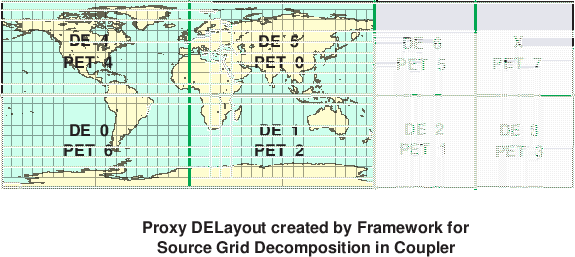 DE 4
PET 4
DE 5
PET 0
DE 6
PET 5
X
PET 7
DE 0
PET 6
DE 1
PET 2
DE 2
PET 1
DE 3
PET 3
Proxy DELayout created by Framework for
Source Grid Decomposition in Coupler